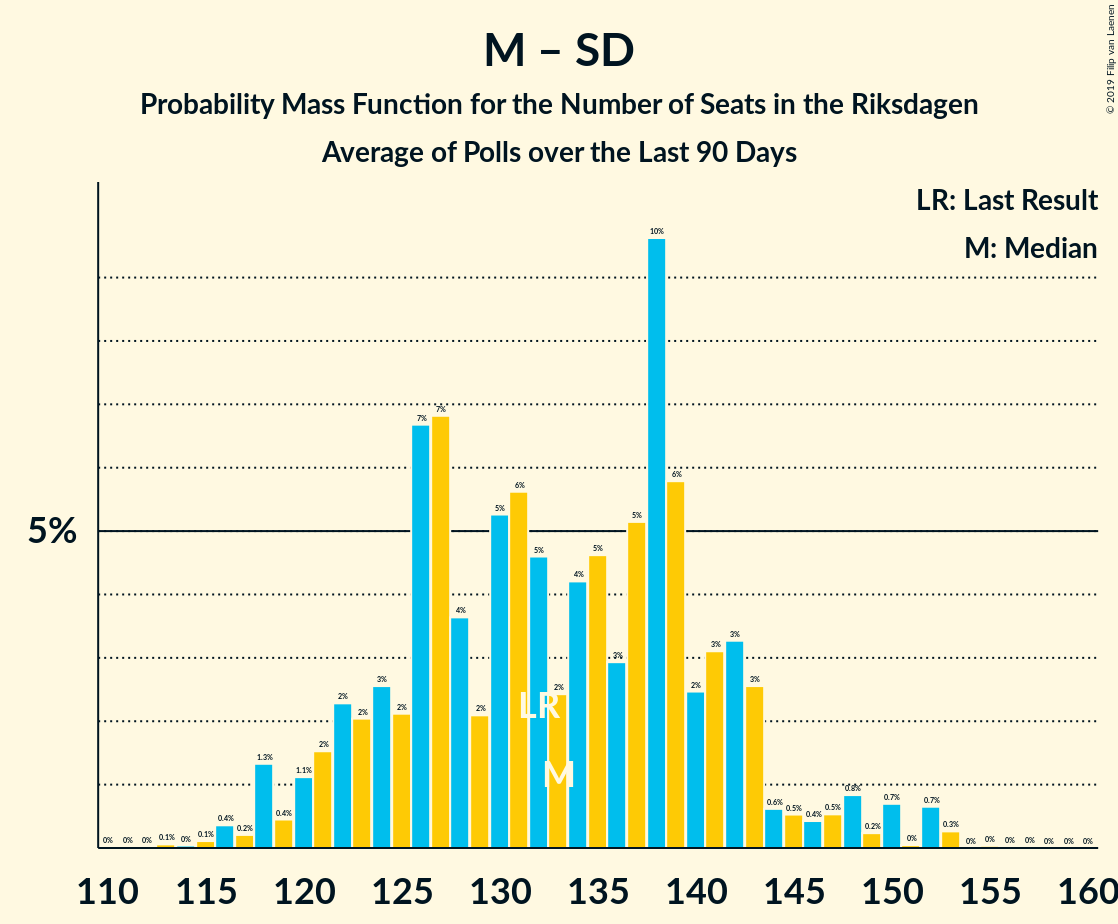 M – SD
Probability Mass Function for the Number of Seats in the Riksdagen
Average of Polls over the Last 90 Days
© 2019 Filip van Laenen
LR: Last Result
M: Median
5%
0% 0% 0% 0.1% 0% 0.1% 0.4% 0.2% 1.3% 0.4% 1.1% 2% 2% 2% 3% 2% 7% 7% 4% 2% 5% 6% 5% 2% 4% 5% 3% 5% 10% 6% 2% 3% 3% 3% 0.6% 0.5% 0.4% 0.5% 0.8% 0.2% 0.7% 0% 0.7% 0.3% 0% 0% 0% 0% 0% 0% 0%
LR
M
110 115 120 125 130 135 140 145 150 155 160